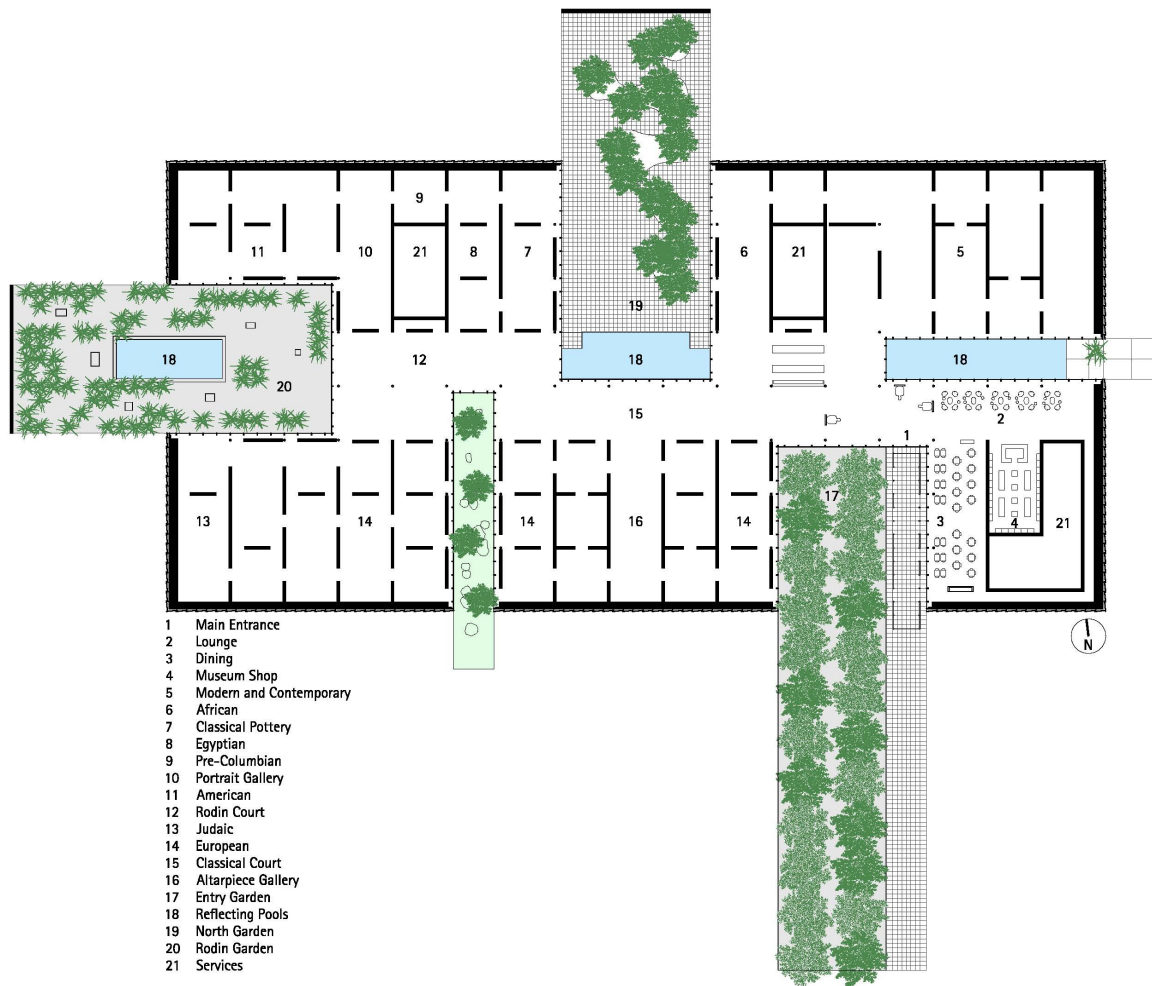 9
11
10
21
8
7
6
21
5
19
18
12
18
18
20
15
2
1
17
13
14
14
16
14
3
4
21
N
1 Main Entrance
2 Lounge
3 Dining
4 Museum Shop
5 Modern and Contemporary
6 African
7 Classical Pottery
8 Egyptian
9 Pre-Columbian
10 Portrait Gallery
11 American
12 Rodin Court
13 Judaic
14 European
15 Classical Court
16 Altarpiece Gallery
17 Entry Garden
18 Reflecting Pools
19 North Garden
20 Rodin Garden
21 Services